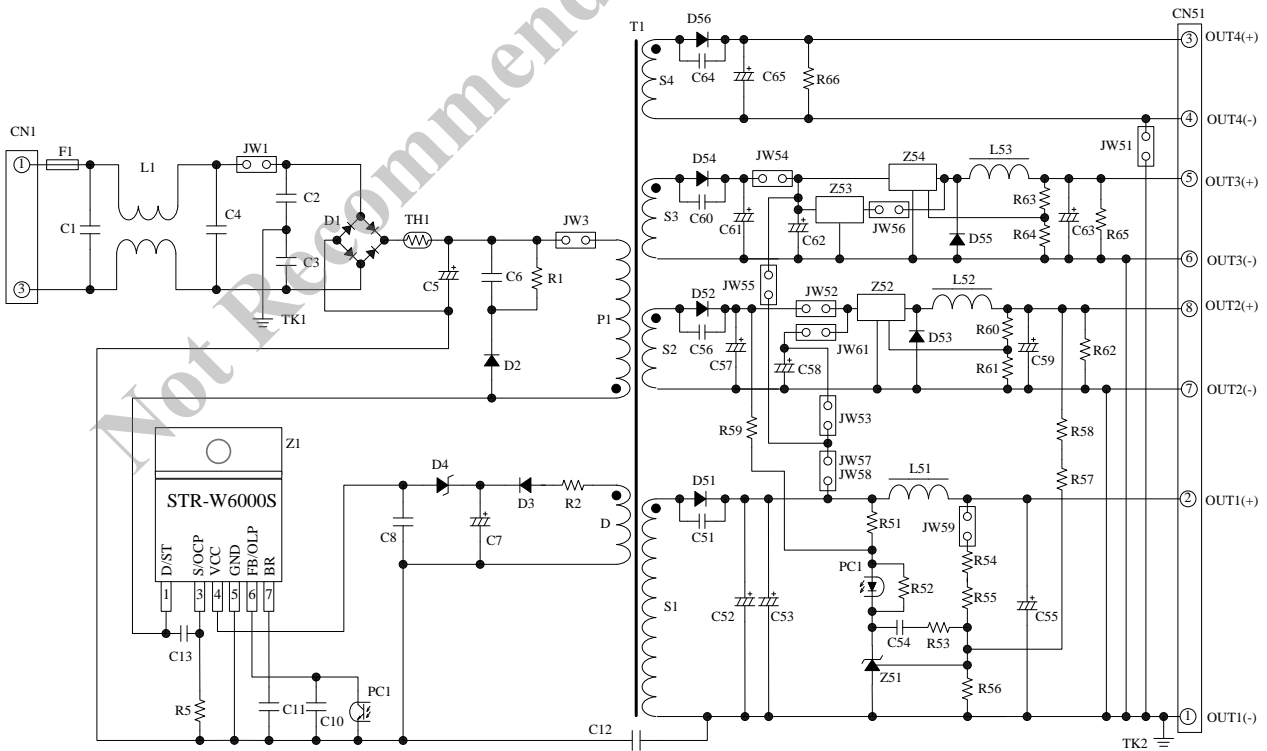 Not Recommen
T1
CN51
D56
3
OUT4(+)
C64
S4
C65
R66
4
OUT4(-)
JW51
CN1
1
F1
L1
JW1
C2
C1
C4
D1
TH1
C3
TK1
3
C5
C6
R1
JW3
P1
D2
D54
JW54
Z54
L53
5
OUT3(+)
C60
S3
C61
Z53
C62
JW56
R63
R64
C63
R65
D55
6
OUT3(-)
JW55
D52
JW52
Z52
L52
8
OUT2(+)
C56
S2
C57
JW61
C58
D53
R60
R61
C59
R62
7
OUT2(-)
JW53
R59
R58
R57
JW57
JW58
Z1
STR-W6000S
D/ST
S/OCP
VCC
GND
FB/OLP
BR
1
3
4
5
6
7
C13
R5
C11
C10
PC1
D4
D3
R2
C8
C7
D
D51
L51
2
OUT1(+)
C51
R51
JW59
PC1
R52
R54
R55
S1
C52
C53
C54
R53
C55
Z51
R56
C12
1
OUT1(-)
TK2